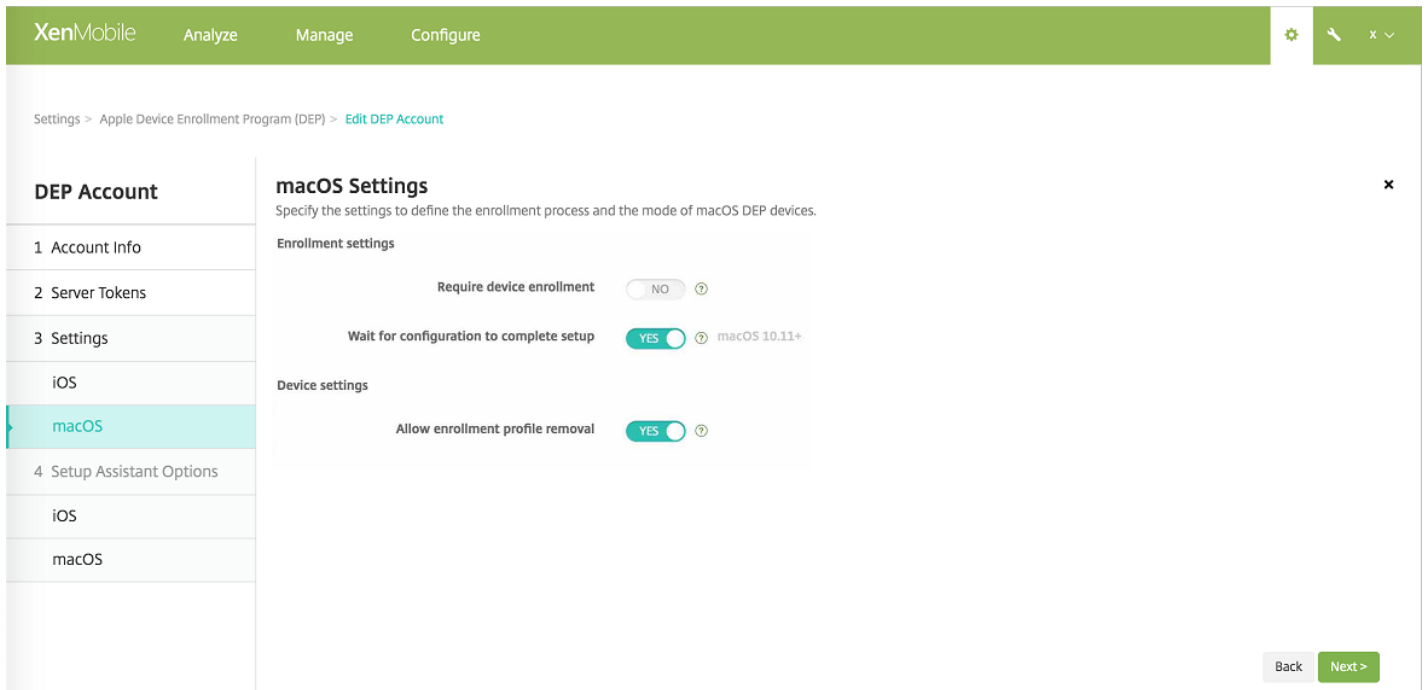 XenMobile Analyze Manage Configure X
Settings > Apple Device Enrollment Program (DEP) > Edit DEP Account
DEP Account
1 Account Info
2 Server Tokens
3 Settings
iOS
macOS
4 Setup Assistant Options
iOS
macOS
macOS Settings
Specify the settings to define the enrollment process and the mode of macOS DEP devices.
Enrollment settings
Require device enrollment NO ?
Wait for configuration to complete setup YES ? macOS 10.11+
Device settings
Allow enrollment profile removal YES ?
Back Next >